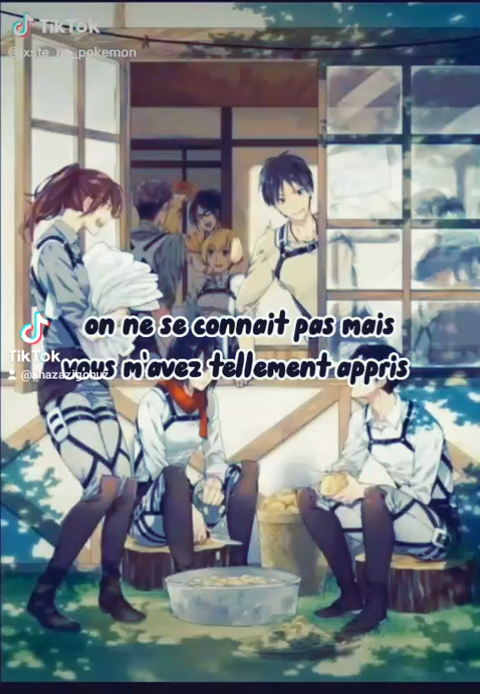 TikTok
on ne se connait pas mais
TikTok
vous m'avez tellement appris